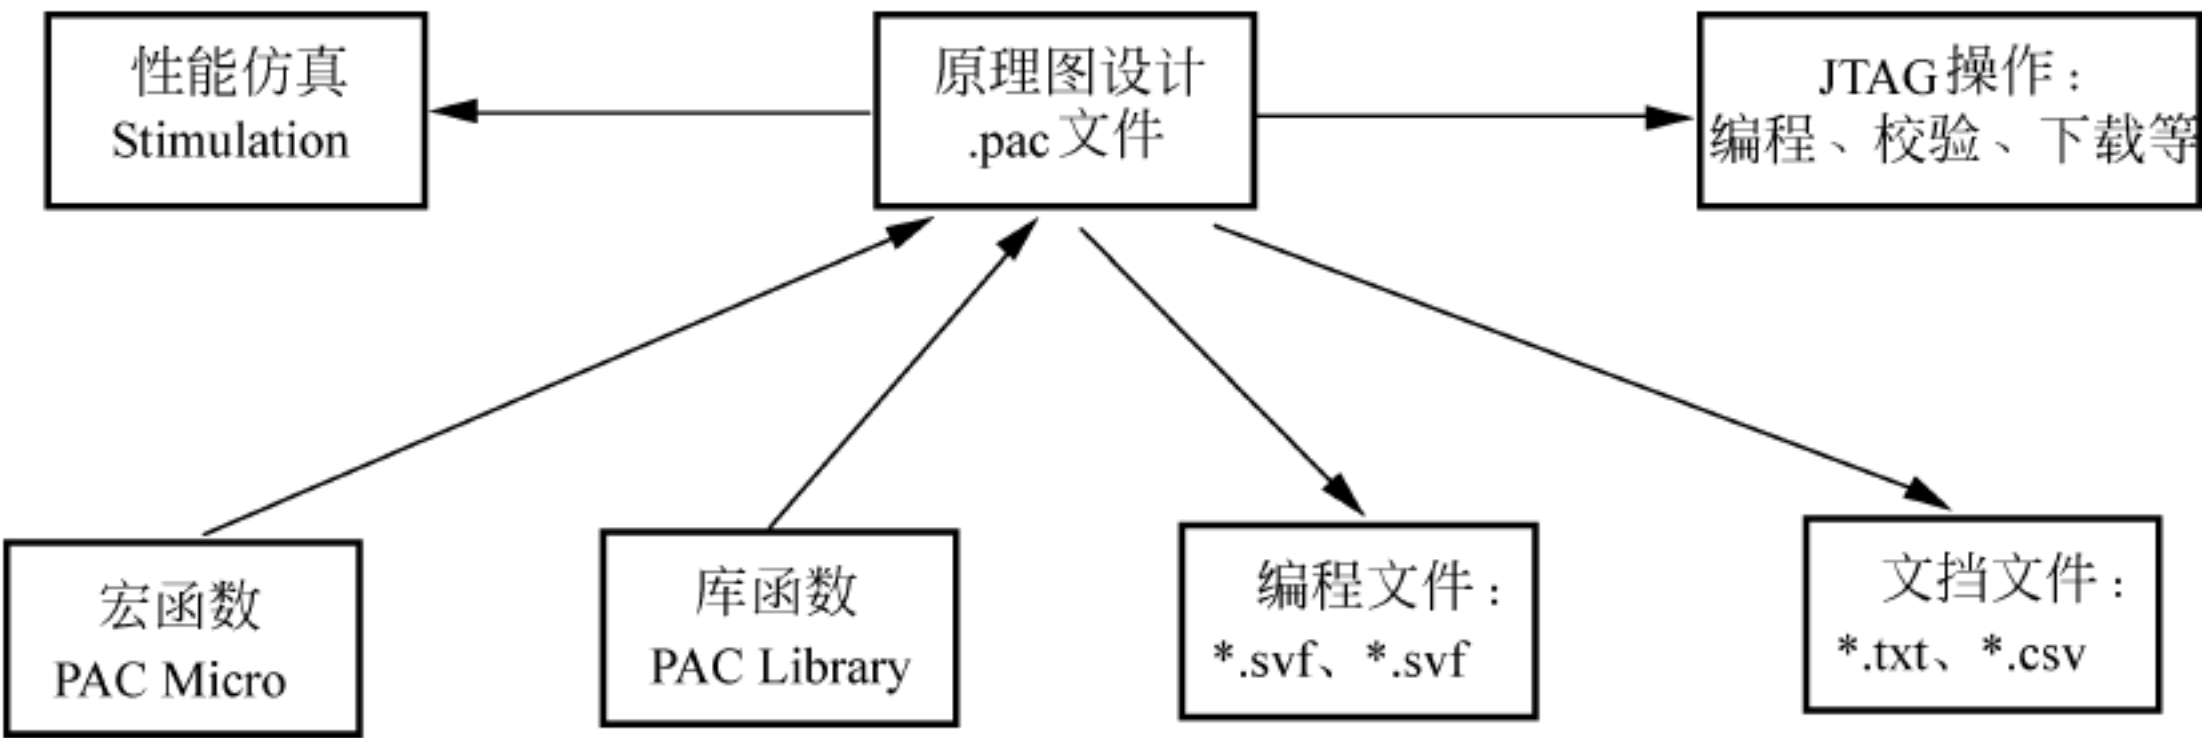 性能仿真
Stimulation
原理图设计
.pac文件
JTAG操作：
编程、校验、下载等
宏函数
PAC Micro
库函数
PAC Library
编程文件：
*.svf、*.svf
文挡文件：
*.txt、*.csv